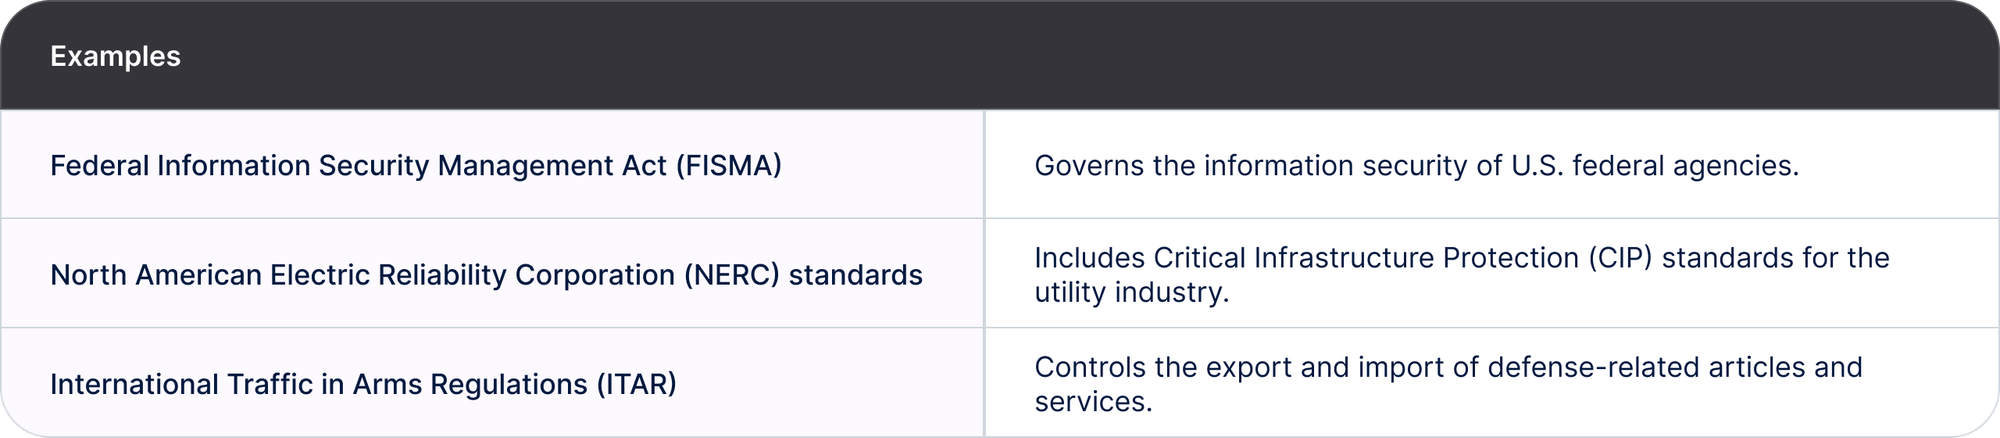 Examples
Federal Information Security Management Act (FISMA)
Governs the information security of U.S. federal agencies.
North American Electric Reliability Corporation (NERC) standards
Includes Critical Infrastructure Protection (CIP) standards for the
utility industry.
International Traffic in Arms Regulations (ITAR)
Controls the export and import of defense-related articles and
services.